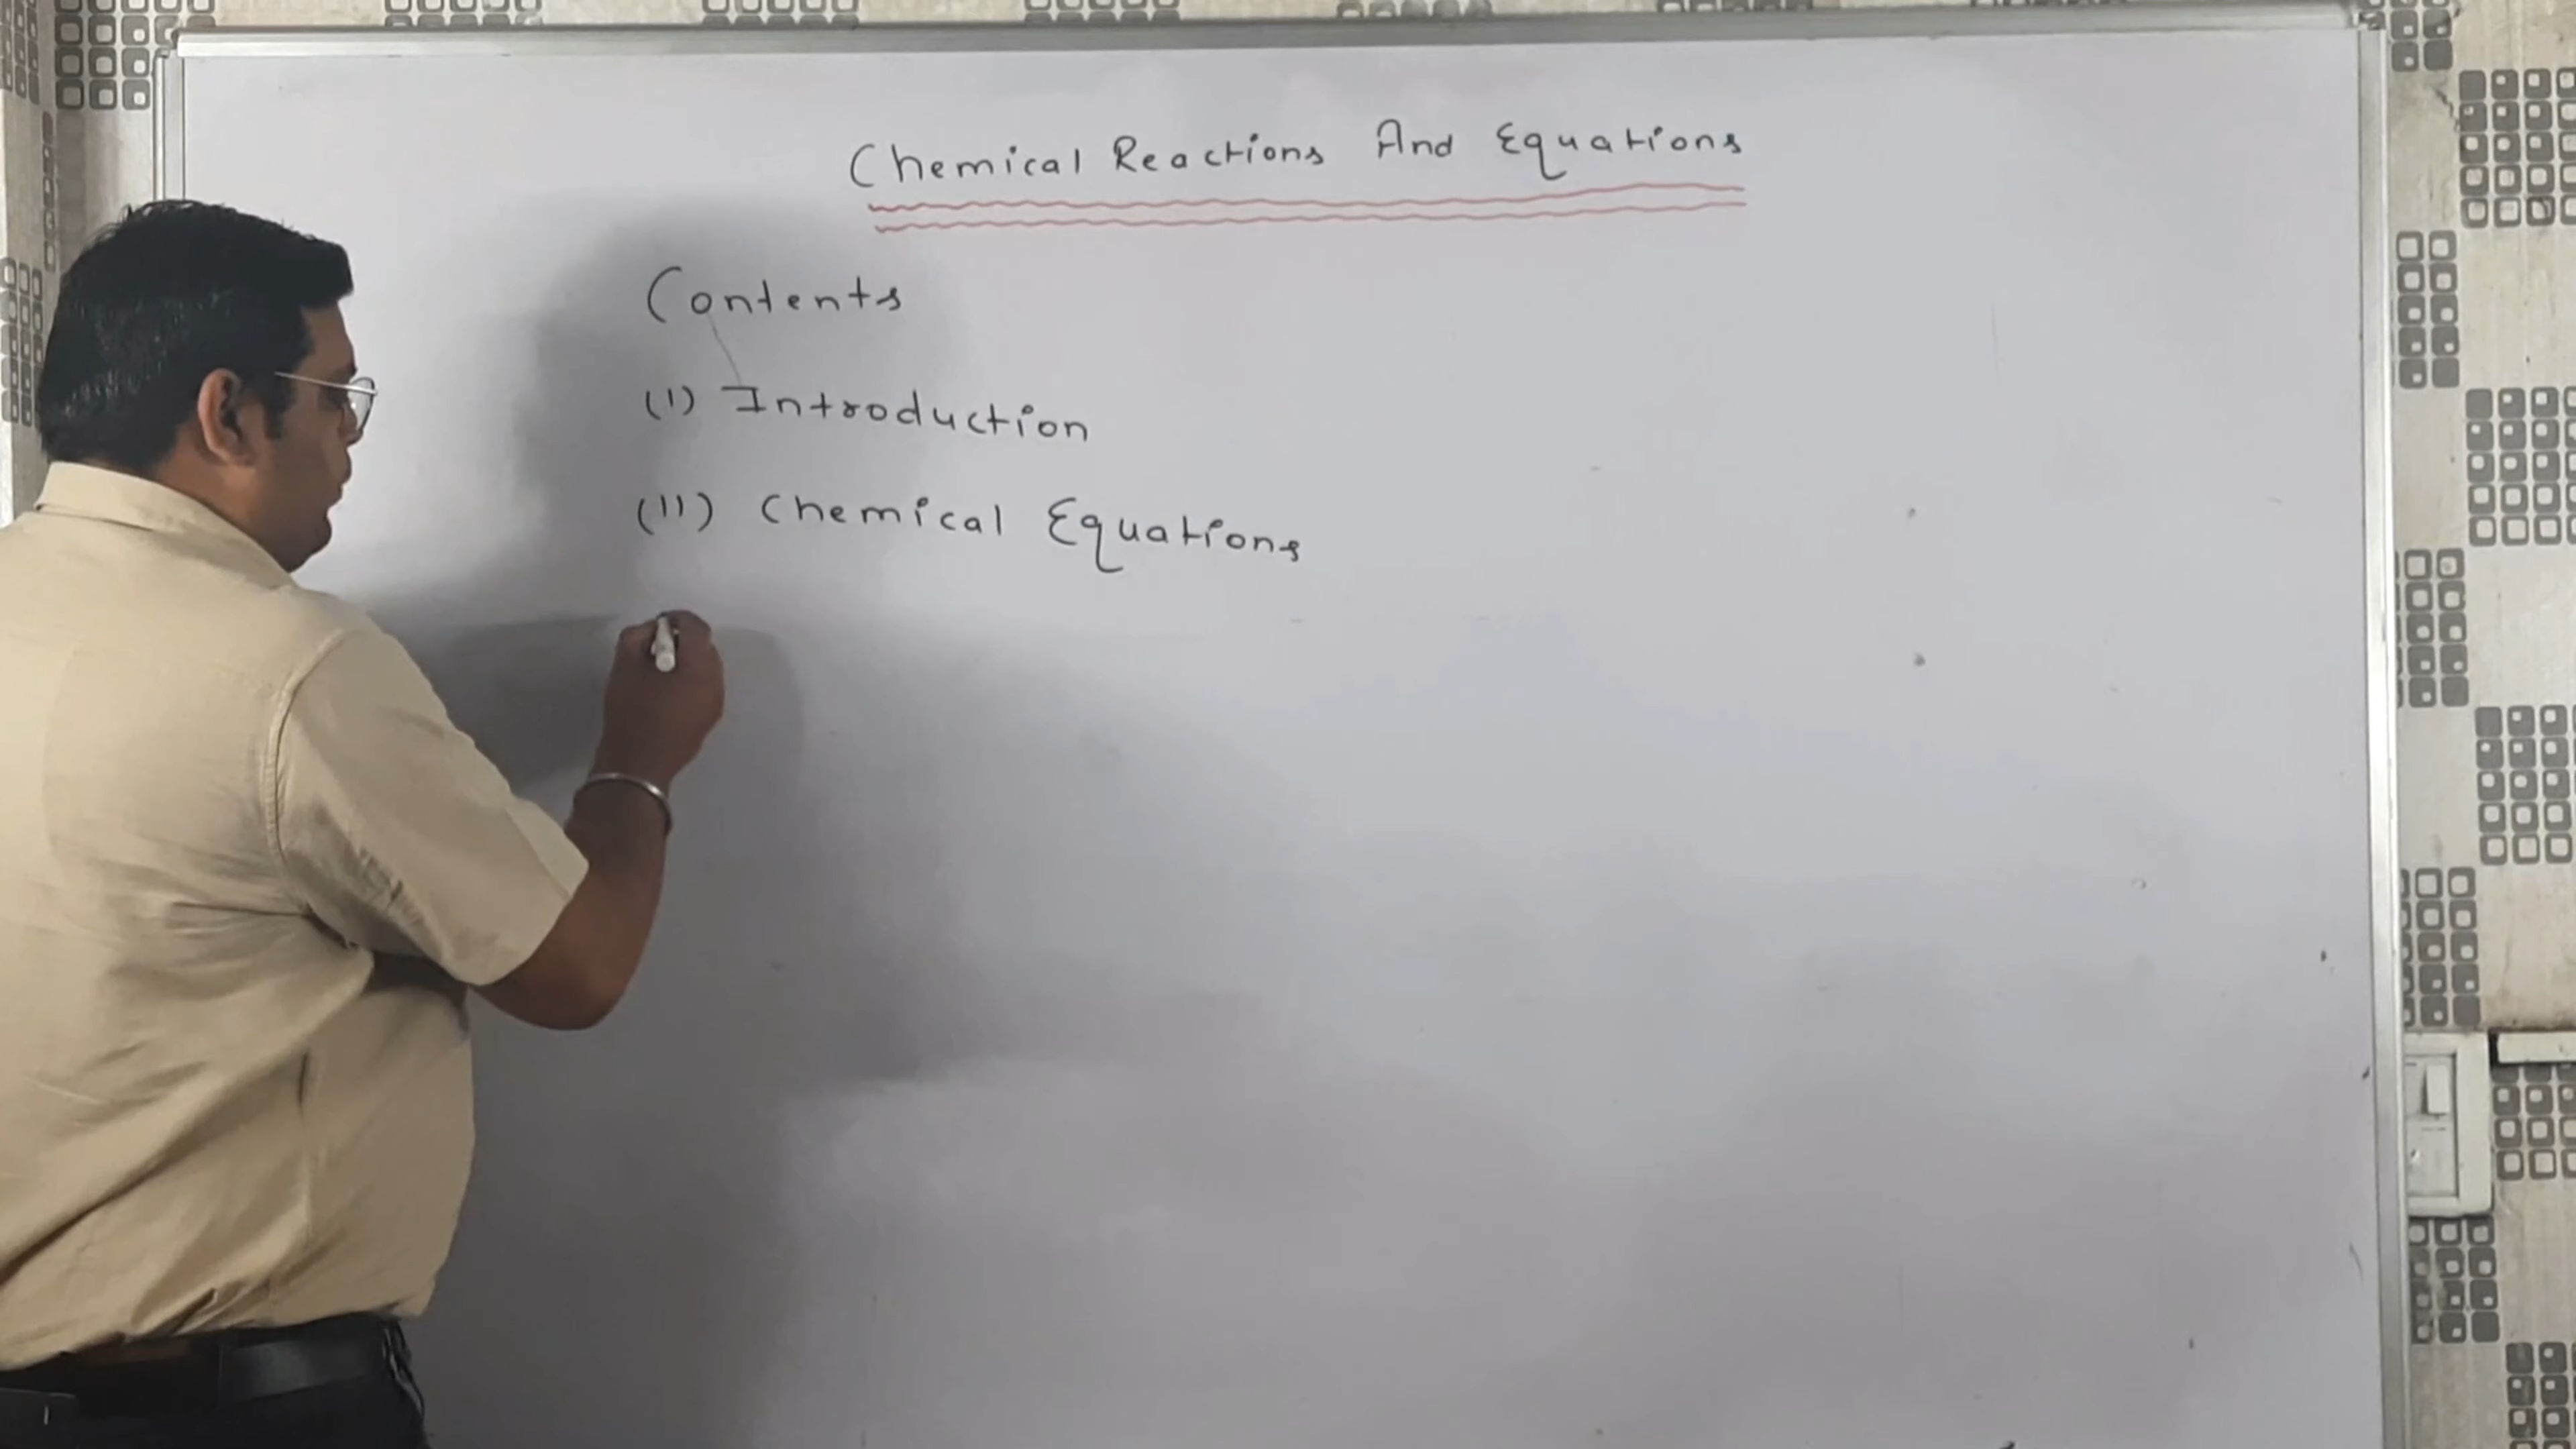 Chemical Reactions And Equations
Contents
(I) Introduction
(II) Chemical Equations